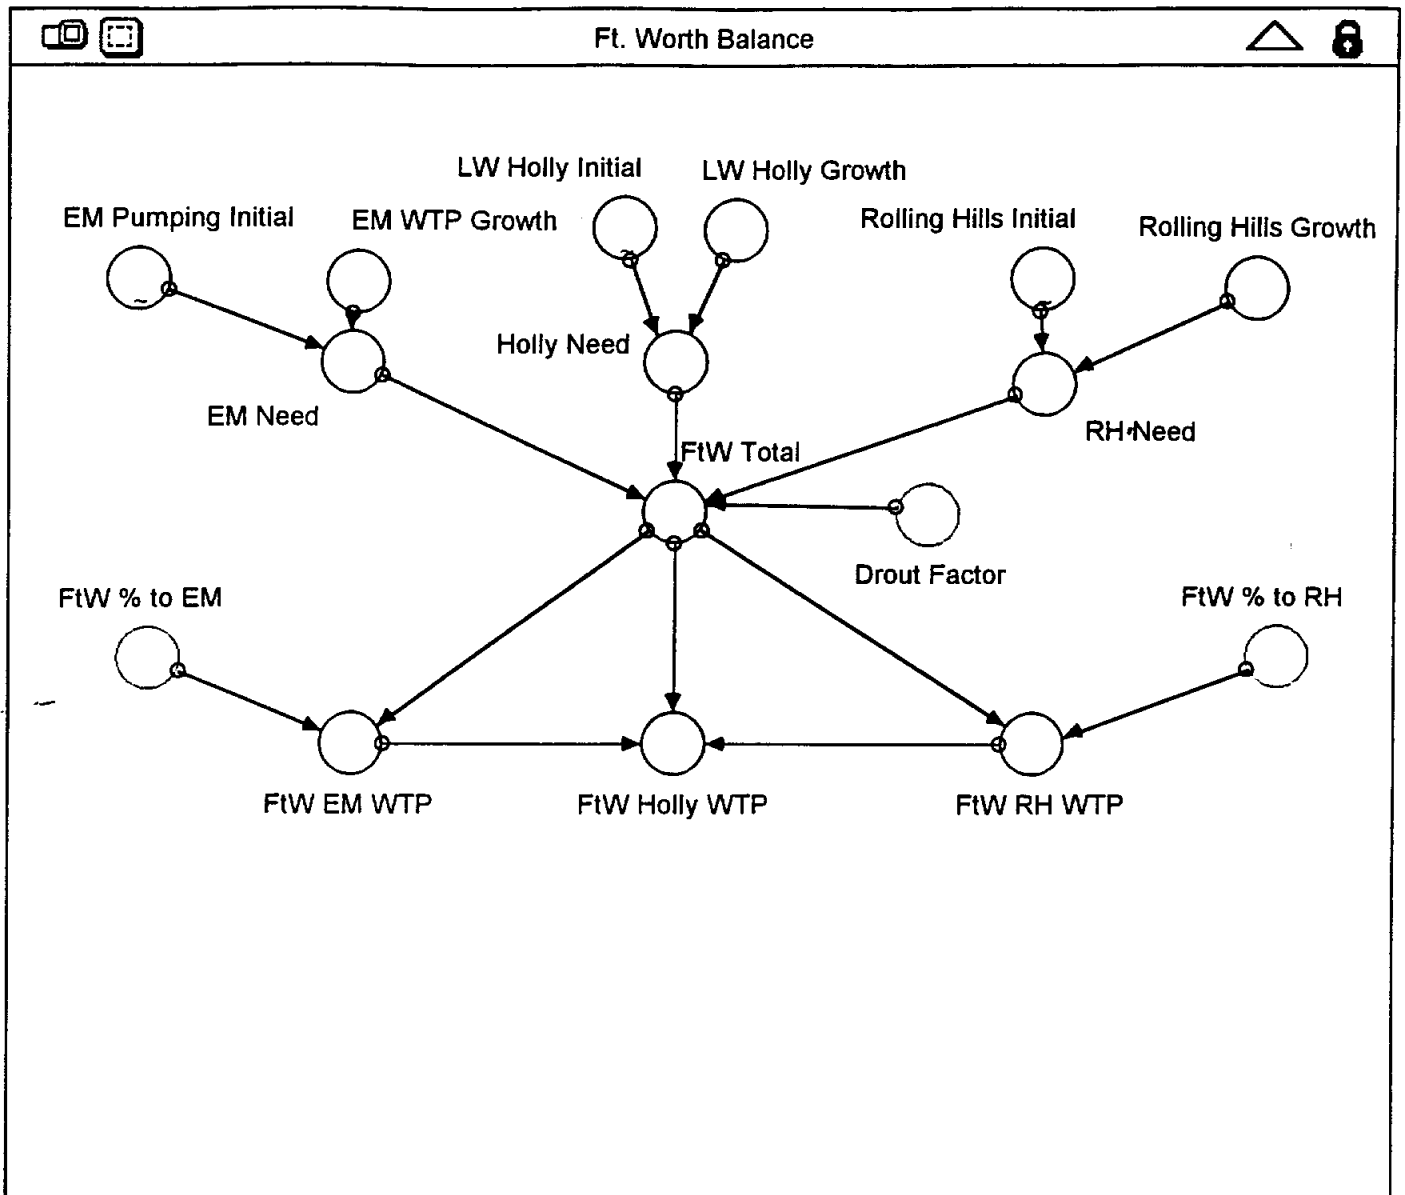 Ft. Worth Balance
LW Holly Initial
LW Holly Growth
EM Pumping Initial
EM WTP Growth
Rolling Hills Initial
Rolling Hills Growth
Holly Need
EM Need
RH Need
FtW Total
Drout Factor
FtW % to EM
FtW % to RH
FtW EM WTP
FtW Holly WTP
FtW RH WTP